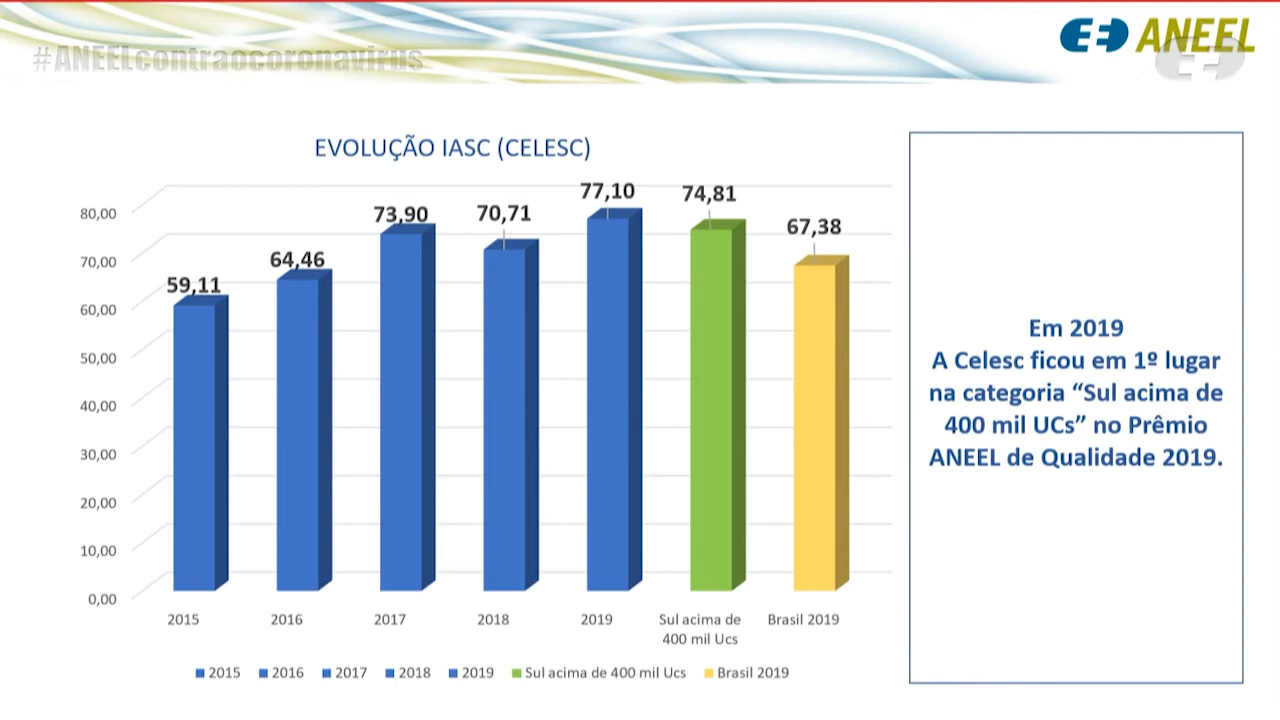 #ANEELcontraocoronavirus
ANEEL
EVOLUÇÃO IASC (CELESC)
80,00
70,00
60,00
50,00
40,00
30,00
20,00
10,00
0,00
59,11
64,46
73,90
70,71
77,10
74,81
67,38
2015
2016
2017
2018
2019
Sul acima de
400 mil Ucs
Brasil 2019
2015 2016 2017 2018 2019 Sul acima de 400 mil Ucs Brasil 2019
Em 2019
A Celesc ficou em 1º lugar
na categoria “Sul acima de
400 mil UCs” no Prêmio
ANEEL de Qualidade 2019.